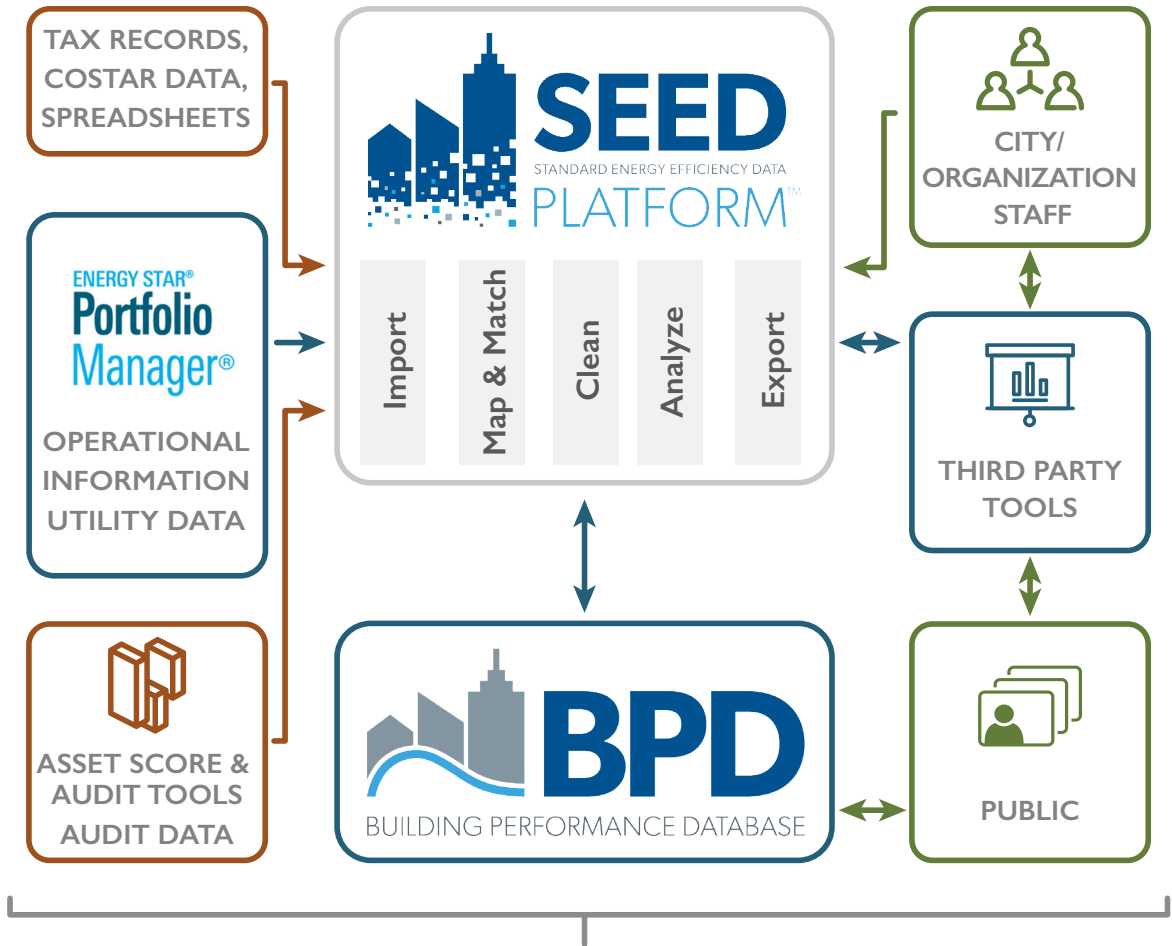 TAX RECORDS,
COSTAR DATA,
SPREADSHEETS
ENERGY STAR®
Portfolio
Manager®
OPERATIONAL
INFORMATION
UTILITY DATA
ASSET SCORE &
AUDIT TOOLS
AUDIT DATA
SEED
STANDARD ENERGY EFFICIENCY DATA
PLATFORM™
Import
Map & Match
Clean
Analyze
Export
BPD
BUILDING PERFORMANCE DATABASE
CITY/
ORGANIZATION
STAFF
THIRD PARTY
TOOLS
PUBLIC